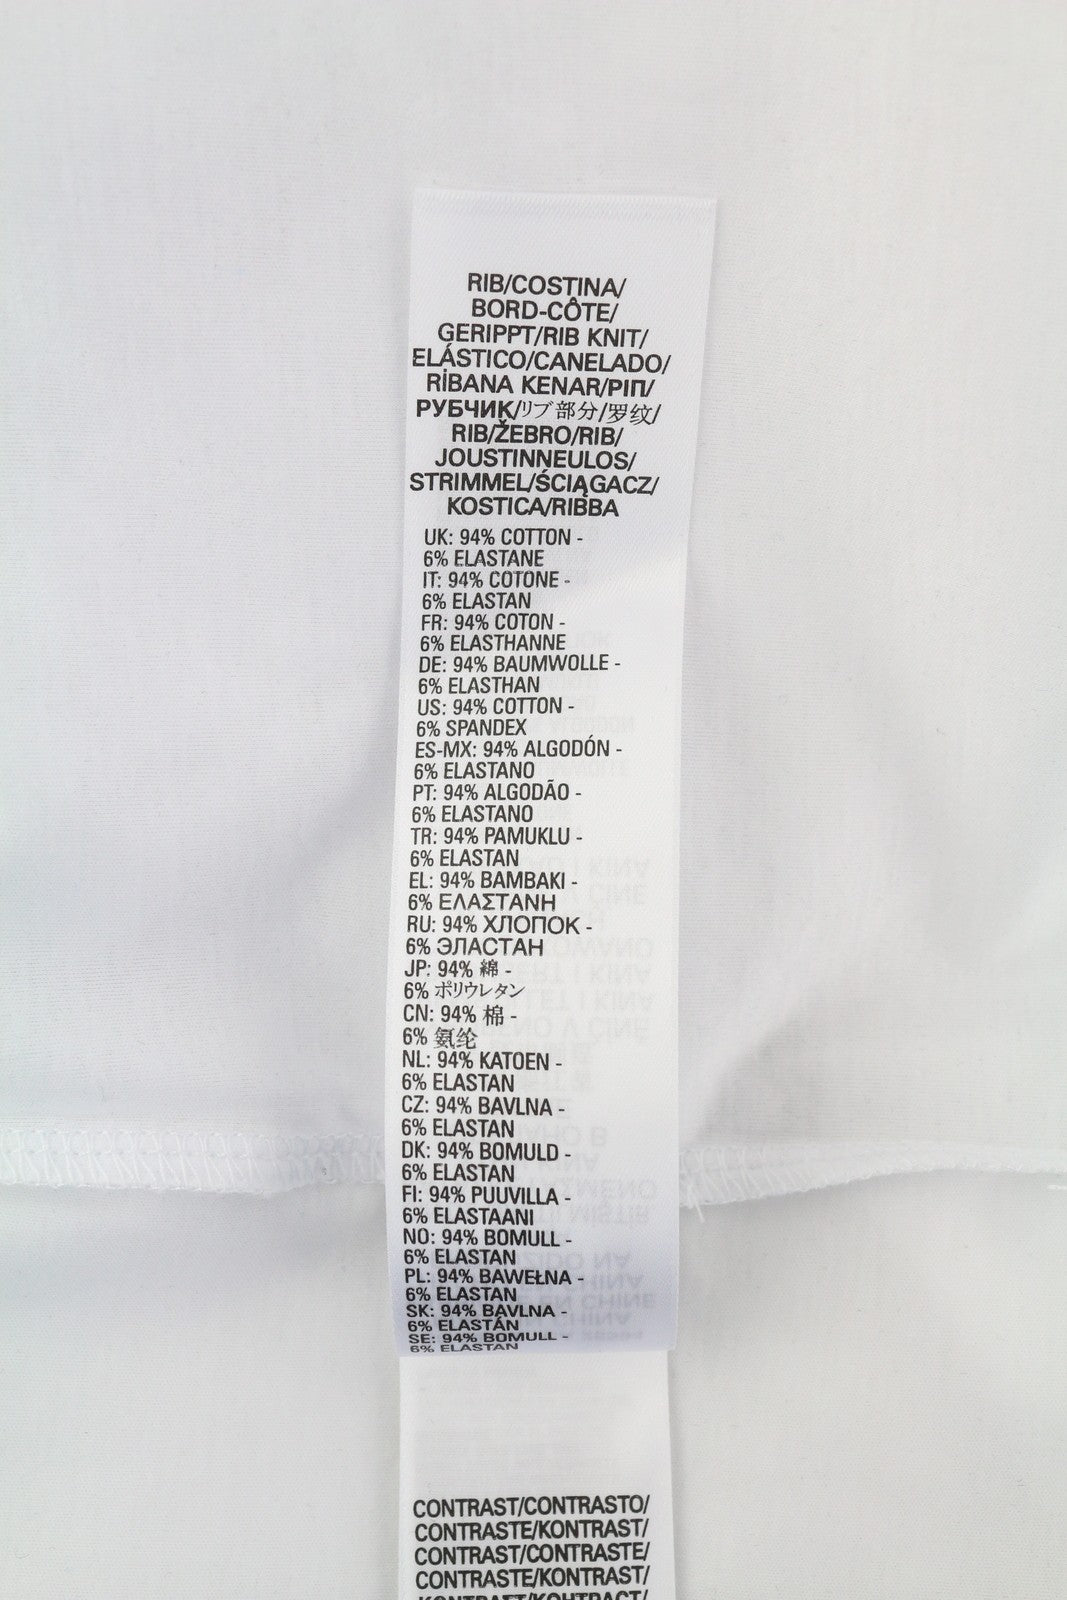 RIB/COSTINA/
BORD-CÔTE/
GERIPPT/RIB KNIT/
ELÁSTICO/CANELADO/
RİBANA KENAR/ΡΙΠ/
РУБЧИК/リブ部分/罗纹/
RIB/ŽEBRO/RIB/
JOUSTINNEULOS/
STRIMMEL/ŚCIĄGACZ/
KOSTICA/RIBBA
UK: 94% COTTON -
6% ELASTANE
IT: 94% COTONE -
6% ELASTAN
FR: 94% COTON -
6% ELASTHANNE
DE: 94% BAUMWOLLE -
6% ELASTHAN
US: 94% COTTON -
6% SPANDEX
ES-MX: 94% ALGODÓN -
6% ELASTANO
PT: 94% ALGODÃO -
6% ELASTANO
TR: 94% PAMUKLU -
6% ELASTAN
EL: 94% ΒΑΜΒΑΚΙ -
6% ΕΛΑΣΤΑΝΗ
RU: 94% ХЛОПОК -
6% ЭЛАСТАН
JP: 94% 綿 -
6% ポリウレタン
CN: 94% 棉 -
6% 氨纶
NL: 94% KATOEN -
6% ELASTAN
CZ: 94% BAVLNA -
6% ELASTAN
DK: 94% BOMULD -
6% ELASTAN
FI: 94% PUUVILLA -
6% ELASTAANI
NO: 94% BOMULL -
6% ELASTAN
PL: 94% BAWEŁNA -
6% ELASTAN
SK: 94% BAVLNA -
6% ELASTÁN
SE: 94% BOMULL -
6% ELASTAN
CONTRAST/CONTRASTO/
CONTRASTE/KONTRAST/
CONTRAST/CONTRASTE/
CONTRASTE/KONTRAST/